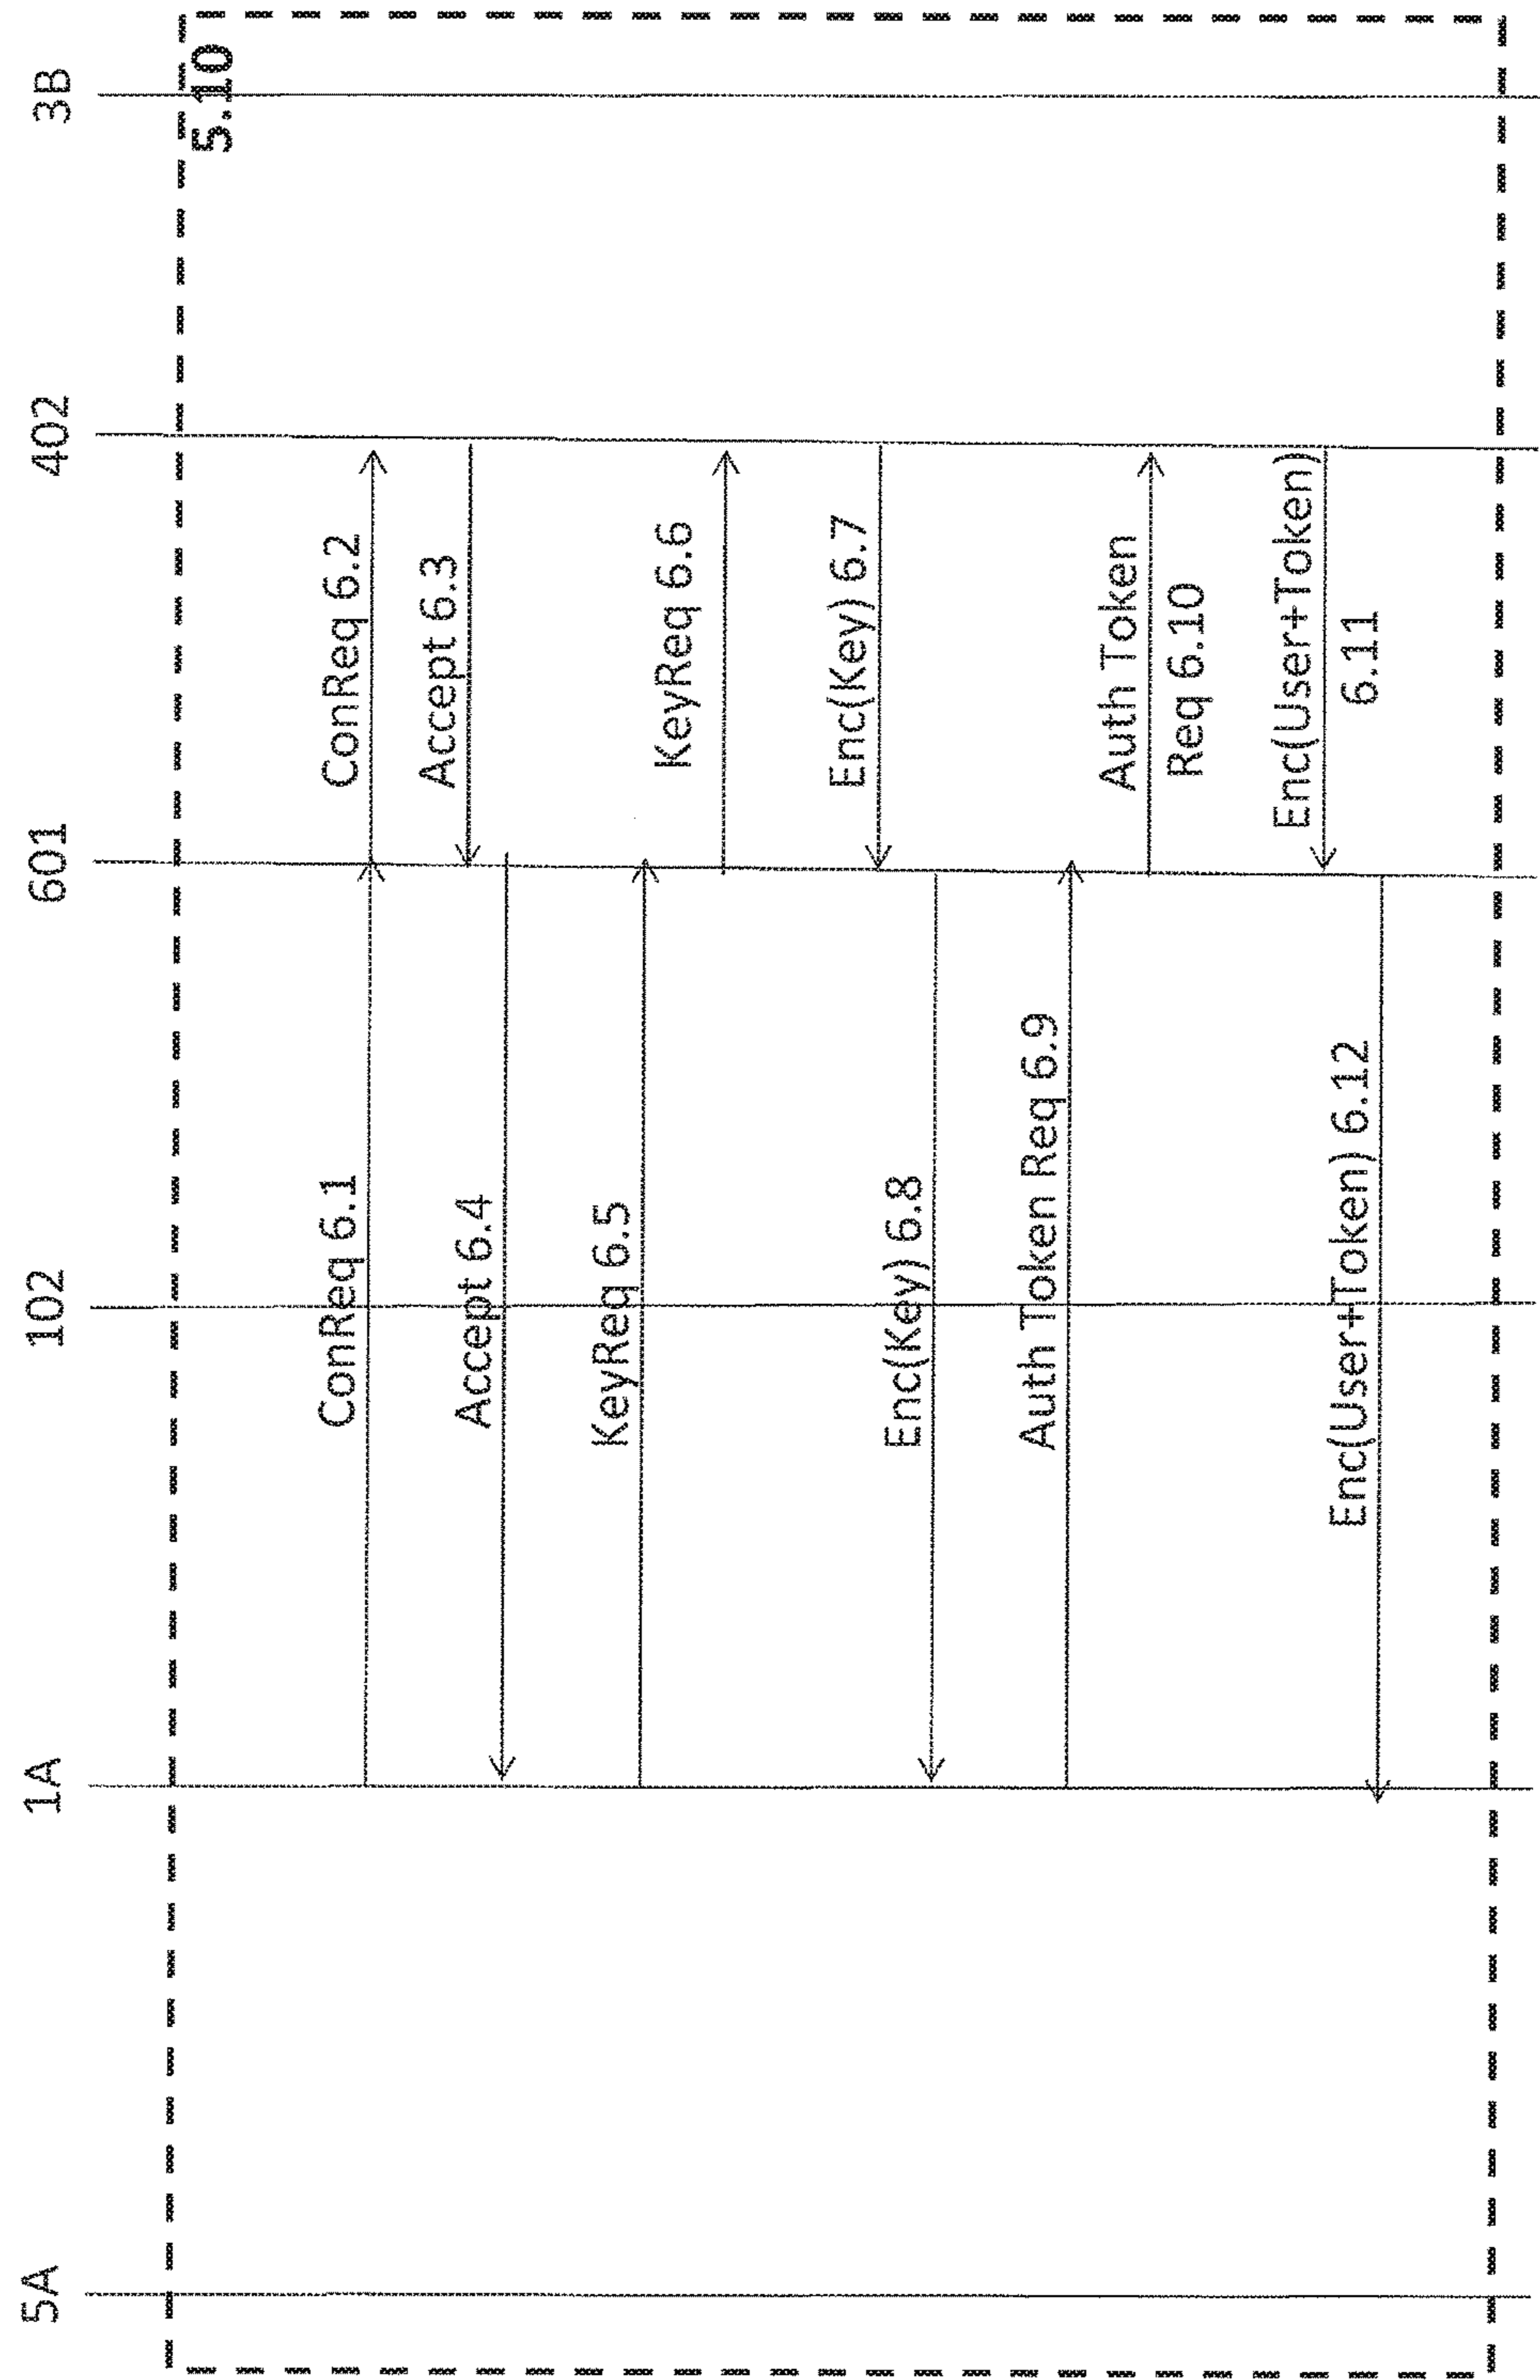 5A
1A
102
601
402
3B
5.10
ConReq 6.1
ConReq 6.2
Accept 6.3
Accept 6.4
KeyReq 6.5
KeyReq 6.6
Enc(Key) 6.7
Enc(Key) 6.8
Auth Token Req 6.9
Auth Token
Req 6.10
Enc(User+Token)
6.11
Enc(User+Token) 6.12